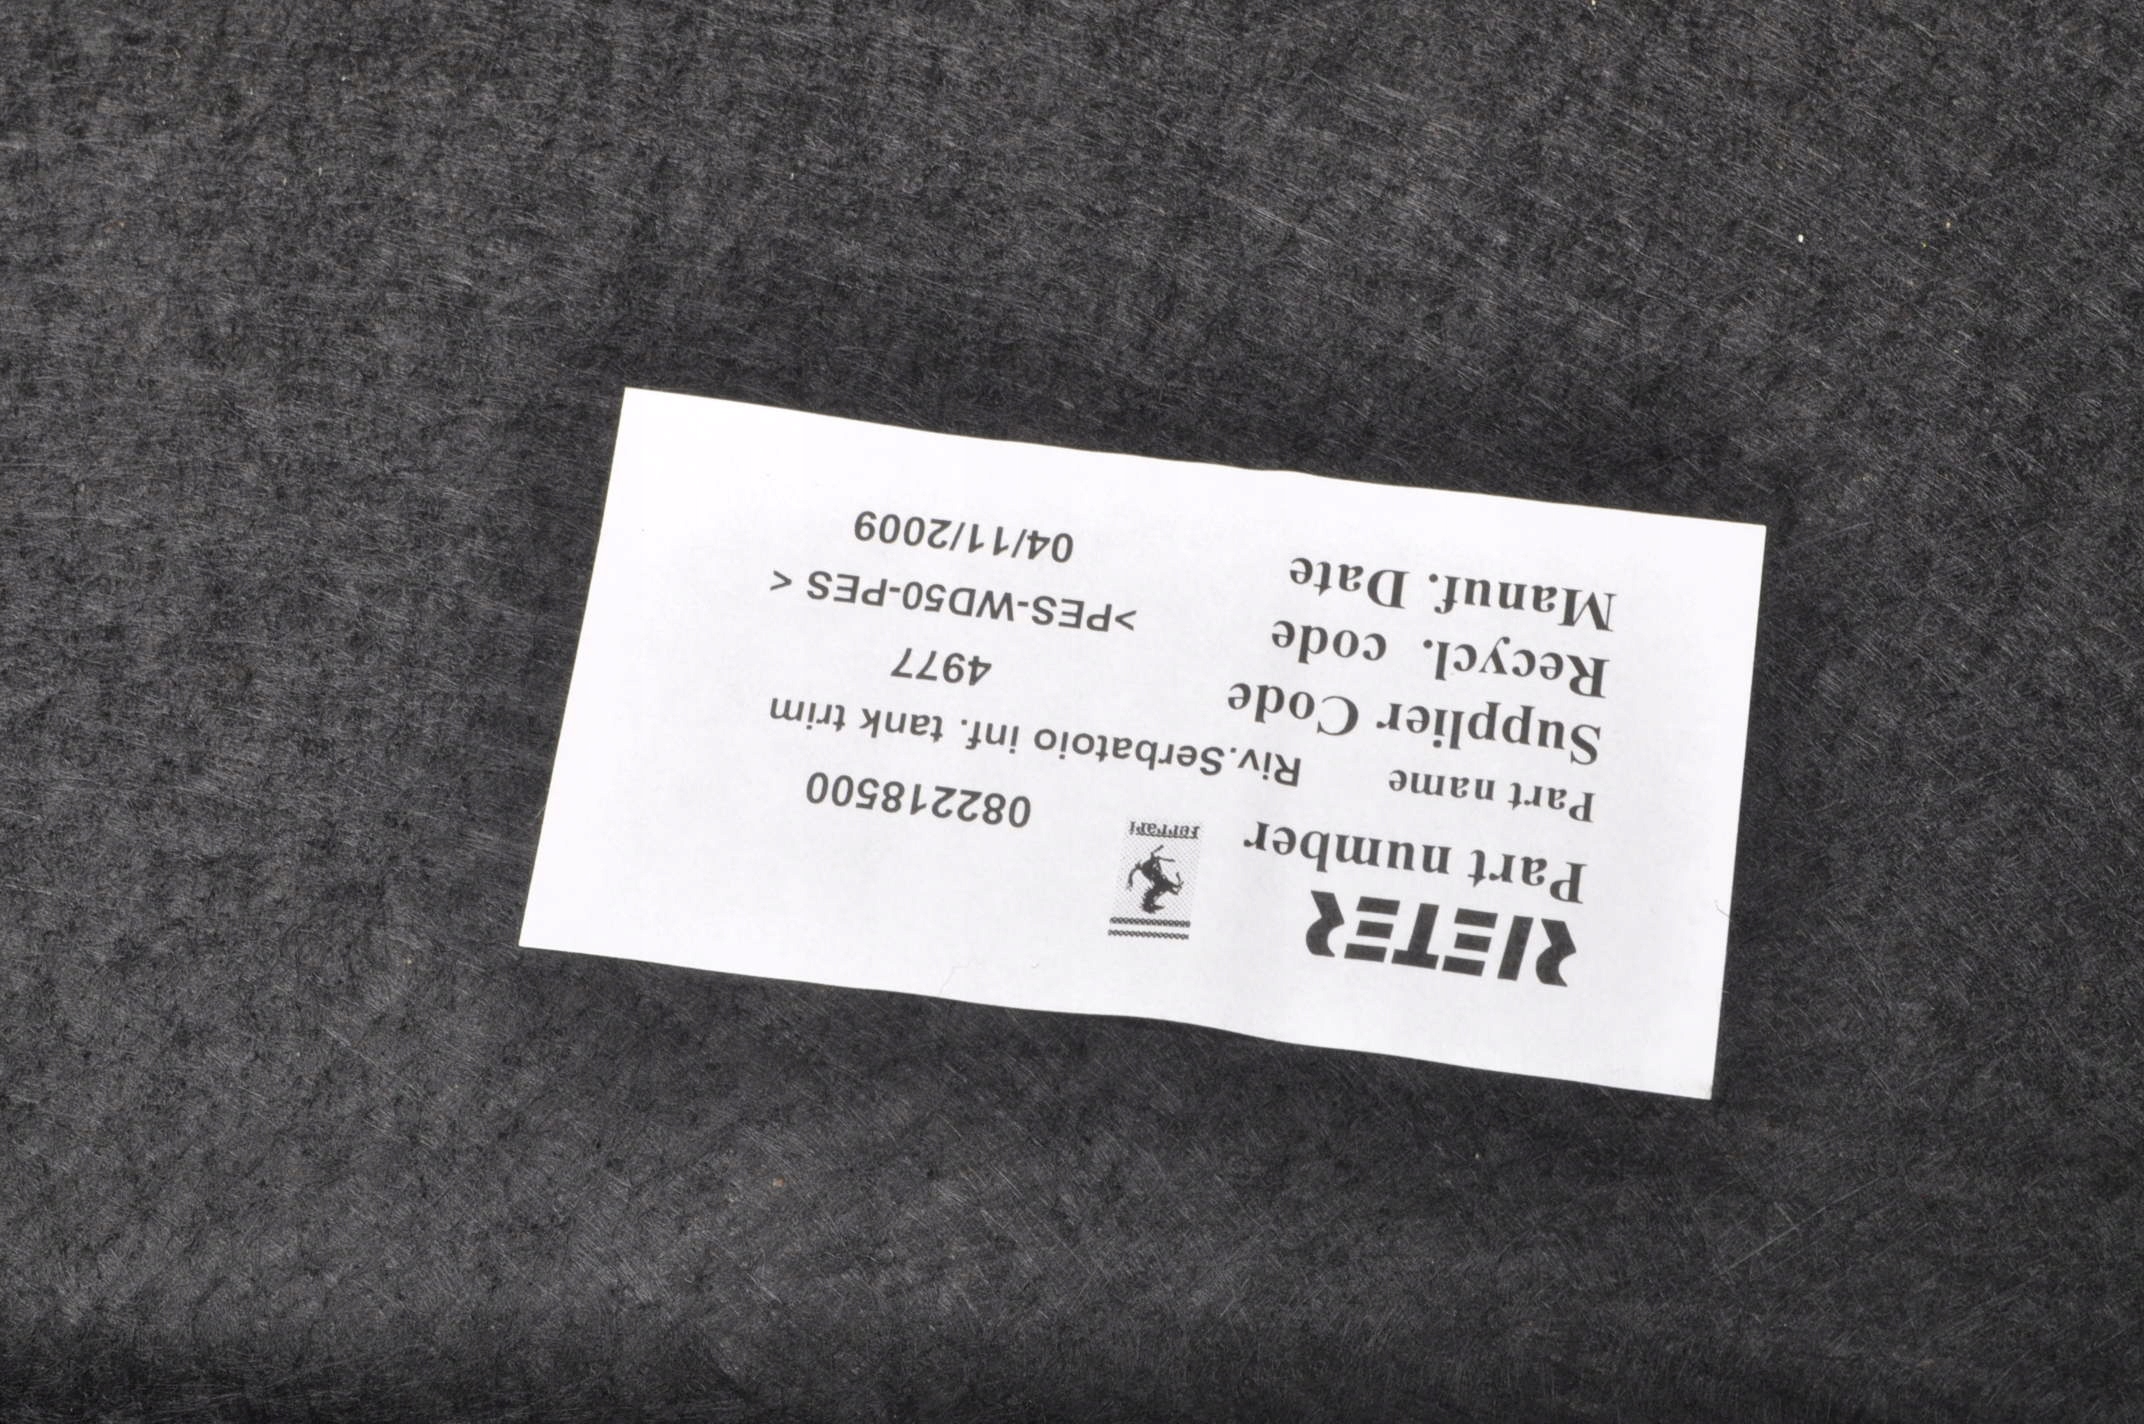 RIETER
Ferrari
Part number 082218500
Part name Riv.Serbatoio inf. tank trim
Supplier Code 4977
Recycl. code >PES-WD50-PES <
Manuf. Date 04/11/2009